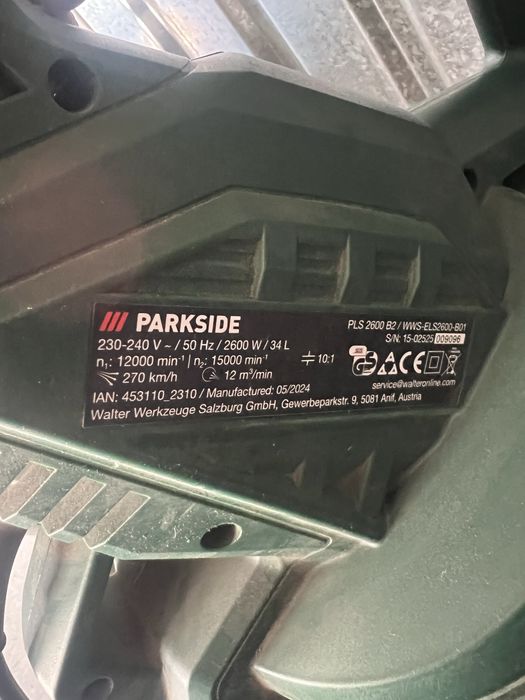 PARKSIDE
PLS 2600 B2 / WWS-ELS2600-B01
230-240 V ~ / 50 Hz / 2600 W / 34 L
S/N: 15-02525 009096
n₁: 12000 min⁻¹ | n₂: 15000 min⁻¹
10:1
GS
CE
270 km/h
12 m³/min
service@walteronline.com
IAN: 453110_2310 / Manufactured: 05/2024
Walter Werkzeuge Salzburg GmbH, Gewerbeparkstr. 9, 5081 Anif, Austria